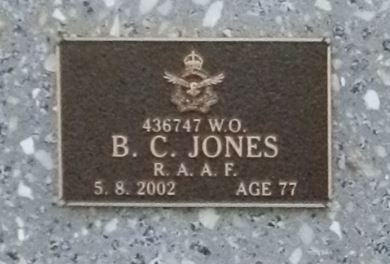 436747 W.O.
B. C. JONES
R. A. A. F.
5. 8. 2002 AGE 77